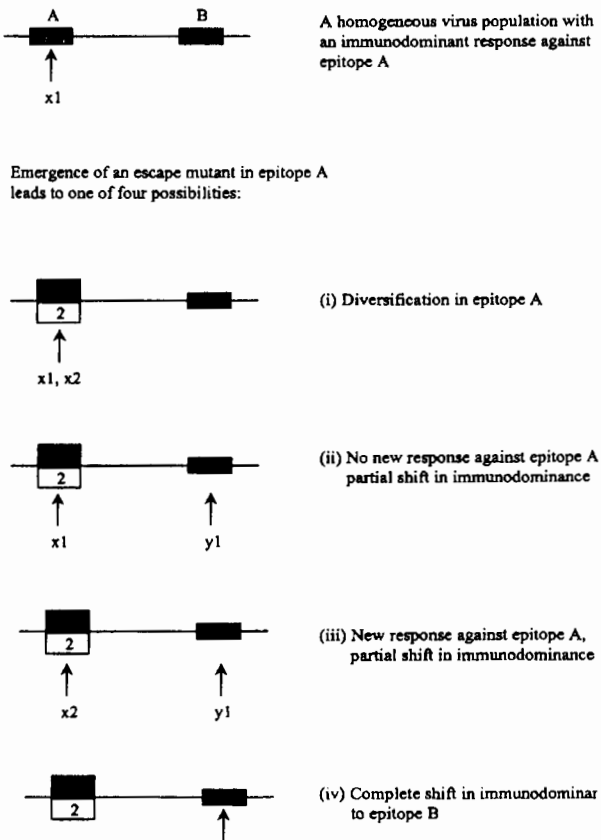 A B
A homogeneous virus population with
an immunodominant response against
epitope A
x1
Emergence of an escape mutant in epitope A
leads to one of four possibilities:
2
(i) Diversification in epitope A
x1, x2
2
(ii) No new response against epitope A
partial shift in immunodominance
x1 y1
2
(iii) New response against epitope A,
partial shift in immunodominance
x2 y1
2
(iv) Complete shift in immunodominan
to epitope B